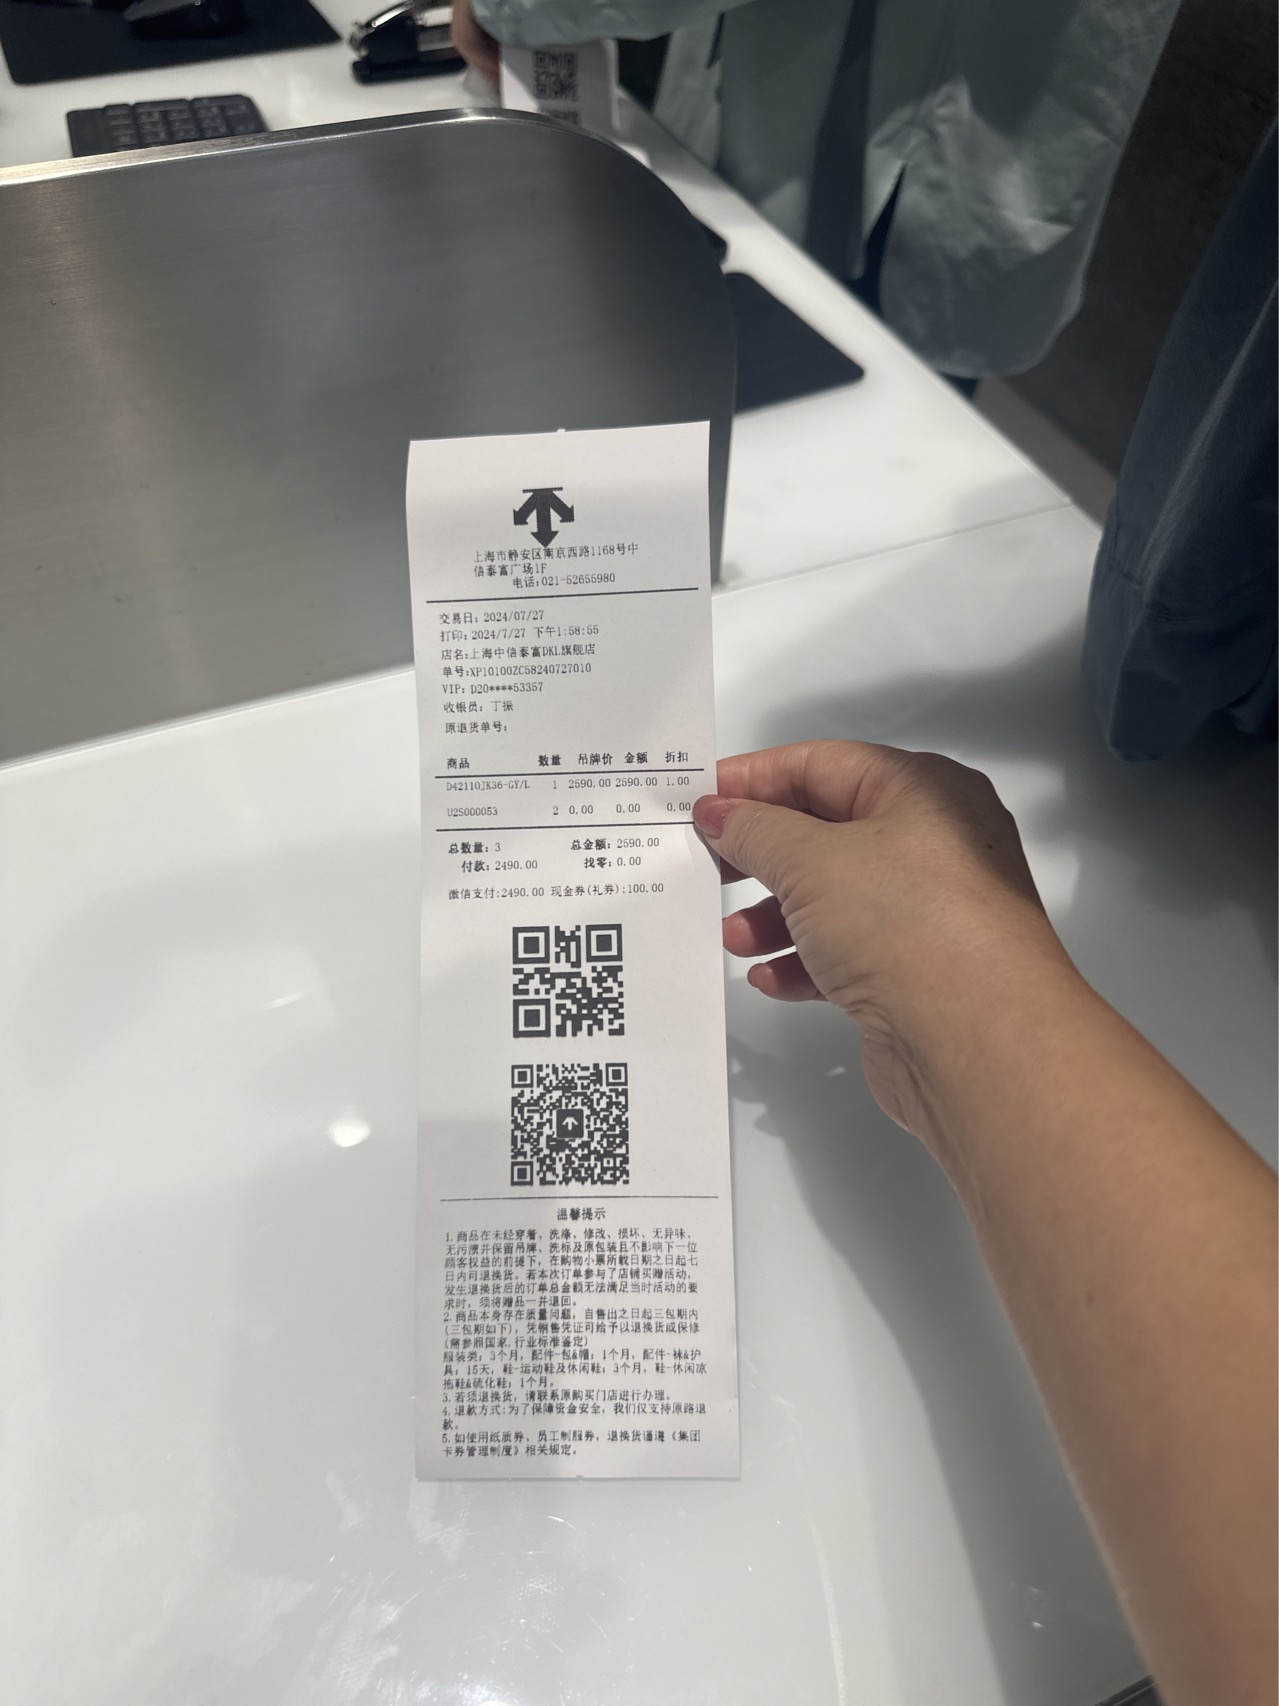 上海市静安区南京西路1168号中
信泰富广场1F
电话:021-52655980
交易日: 2024/07/27
打印: 2024/7/27 下午1:58:55
店名:上海中信泰富DKL旗舰店
单号:XP10100ZC58240727010
VIP: D20****53357
收银员: 丁振
原退货单号:
商品 数量 吊牌价 金额 折扣
D42110JK36-GY/L 1 2590.00 2590.00 1.00
U2S000053 2 0.00 0.00 0.00
总数量: 3 总金额: 2590.00
付款: 2490.00 找零: 0.00
微信支付:2490.00 现金券(礼券):100.00
温馨提示
1.商品在未经穿着、洗涤、修改、损坏、无异味、
无污渍并保留吊牌、洗标及原包装且不影响下一位
顾客权益的前提下，在购物小票所载日期之日起七
日内可退换货。若本次订单参与了店铺买赠活动，
发生退换货后的订单总金额无法满足当时活动的要
求时，须将赠品一并退回。
2.商品本身存在质量问题，自售出之日起三包期内
(三包期如下)，凭销售凭证可给予以退换货或保修
(需参照国家,行业标准鉴定)
服装类: 3个月, 配件-包&帽: 1个月, 配件-袜&护
具: 15天, 鞋-运动鞋及休闲鞋: 3个月, 鞋-休闲凉
拖鞋&硫化鞋: 1个月。
3.若须退换货，请联系原购买门店进行办理。
4.退款方式:为了保障资金安全，我们仅支持原路退
款。
5.如使用纸质券、员工制服券，退换货谨遵《集团
卡券管理制度》相关规定。